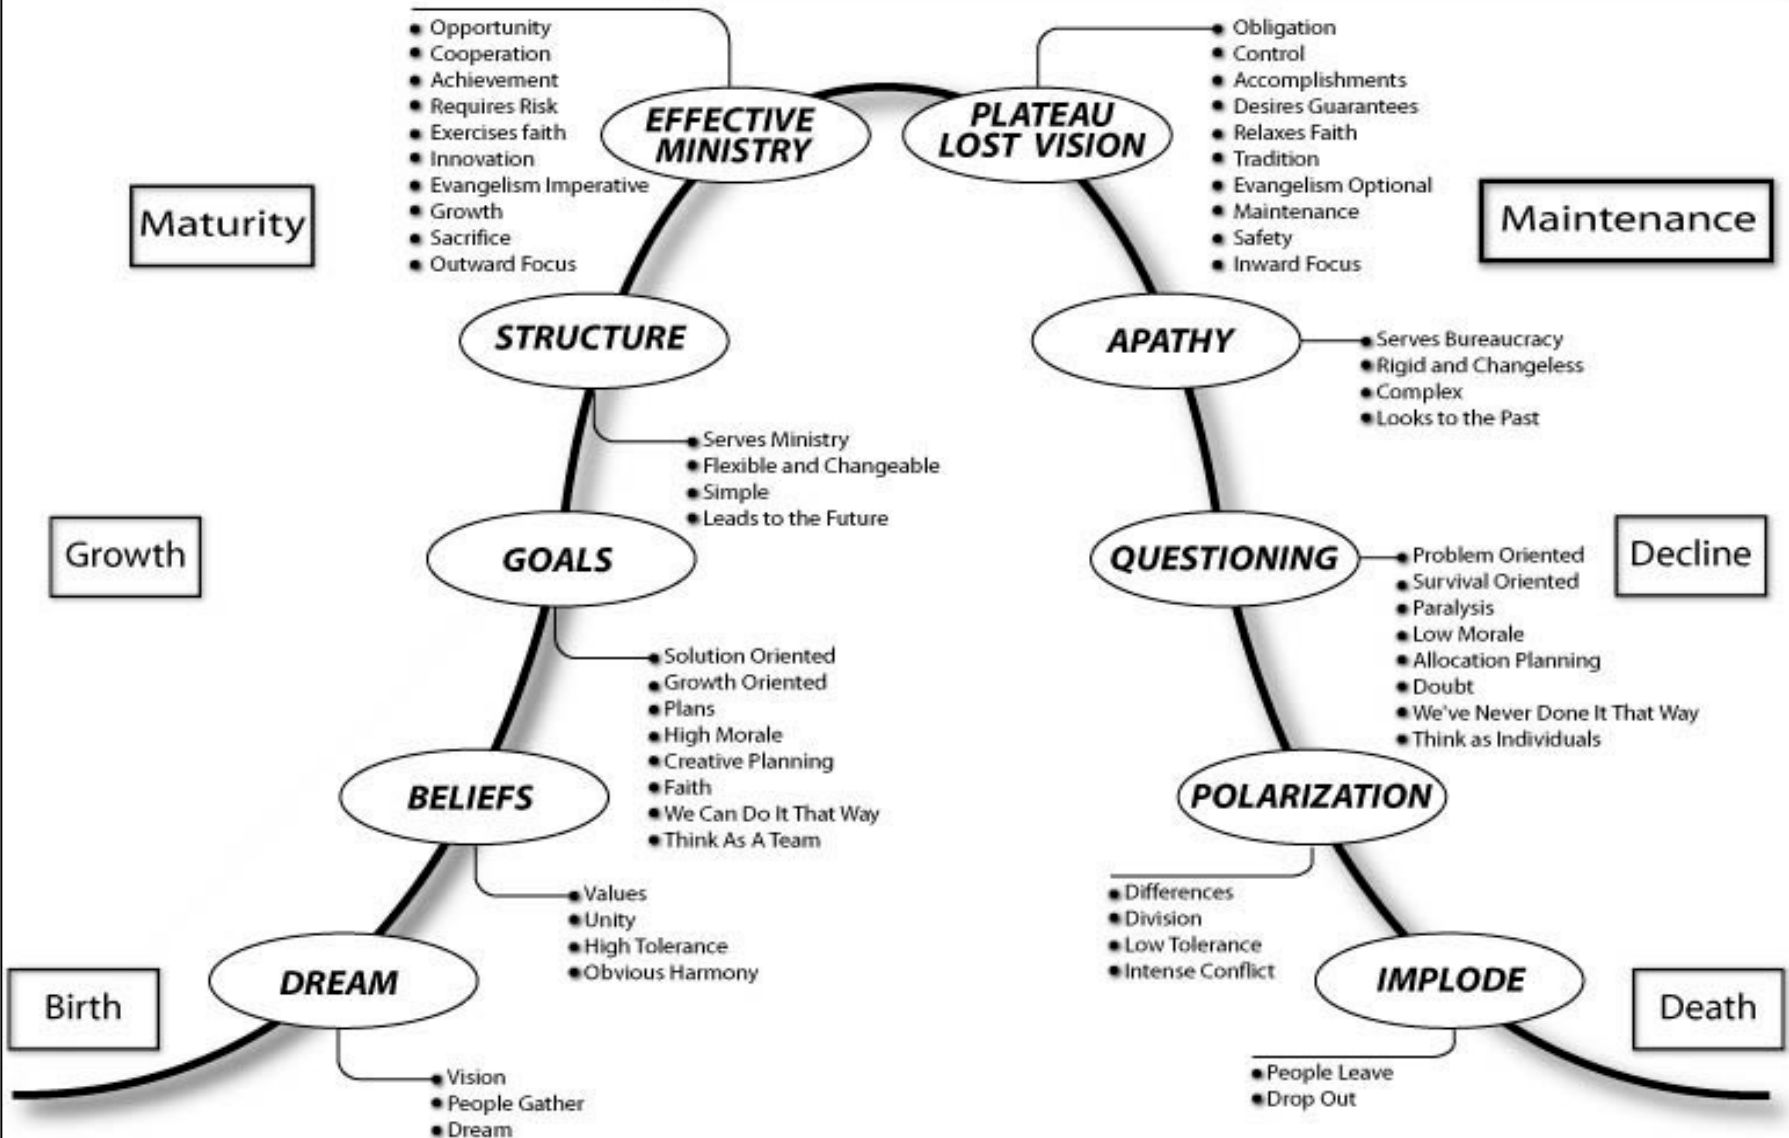 Opportunity
Cooperation
Achievement
Requires Risk
Exercises faith
Innovation
Evangelism Imperative
Growth
Sacrifice
Outward Focus
EFFECTIVE
MINISTRY
PLATEAU
LOST VISION
Obligation
Control
Accomplishments
Desires Guarantees
Relaxes Faith
Tradition
Evangelism Optional
Maintenance
Safety
Inward Focus
Maturity
Maintenance
STRUCTURE
Serves Ministry
Flexible and Changeable
Simple
Leads to the Future
APATHY
Serves Bureaucracy
Rigid and Changeless
Complex
Looks to the Past
Growth
GOALS
Solution Oriented
Growth Oriented
Plans
High Morale
Creative Planning
Faith
We Can Do It That Way
Think As A Team
QUESTIONING
Problem Oriented
Survival Oriented
Paralysis
Low Morale
Allocation Planning
Doubt
We've Never Done It That Way
Think as Individuals
Decline
BELIEFS
Values
Unity
High Tolerance
Obvious Harmony
POLARIZATION
Differences
Division
Low Tolerance
Intense Conflict
Birth
DREAM
Vision
People Gather
Dream
IMPLODE
People Leave
Drop Out
Death